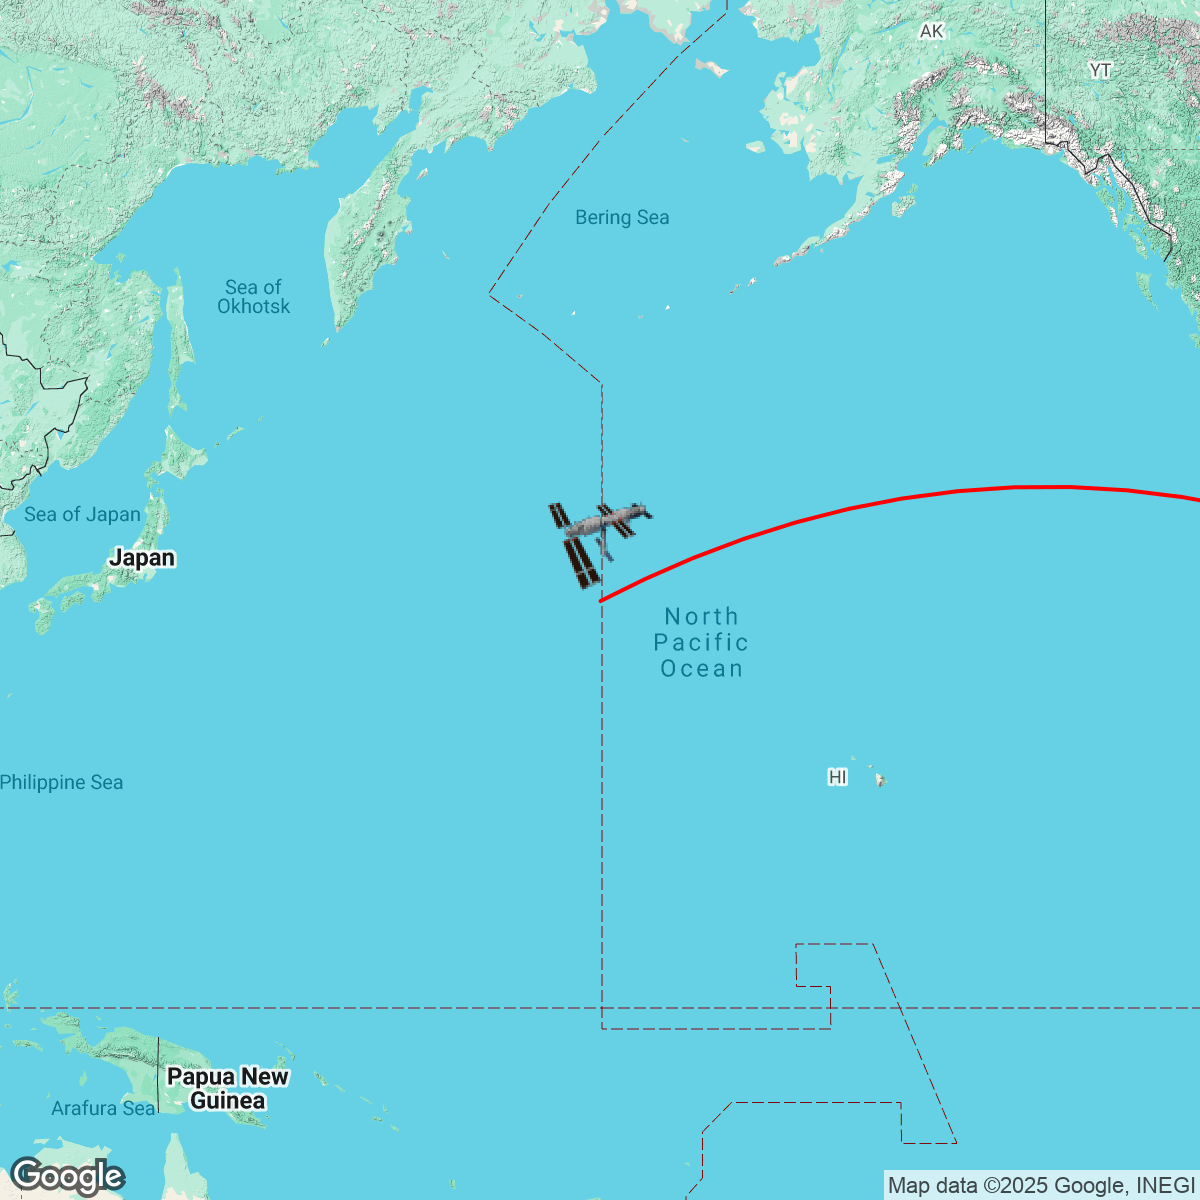 AK
YT
Bering Sea
Sea of
Okhotsk
Sea of Japan
Japan
North
Pacific
Ocean
HI
Philippine Sea
Papua New
Guinea
Arafura Sea
Google
Map data ©2025 Google, INEGI